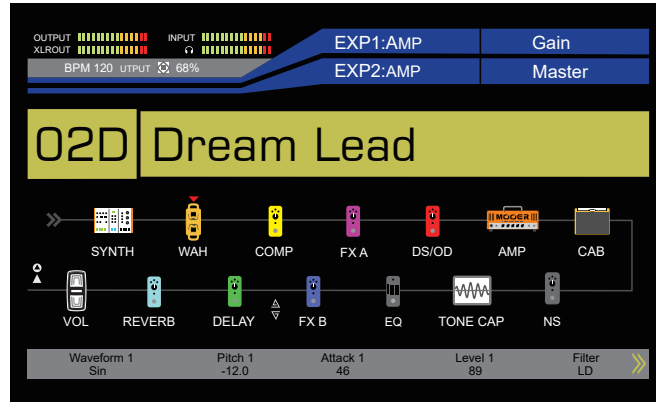 OUTPUT INPUT
XLROUT
BPM 120 UTPUT 68%
EXP1:AMP Gain
EXP2:AMP Master
02D Dream Lead
MOOER
SYNTH WAH COMP FX A DS/OD AMP CAB
VOL REVERB DELAY FX B EQ TONE CAP NS
Waveform 1 Pitch 1 Attack 1 Level 1 Filter
Sin -12.0 46 89 LD